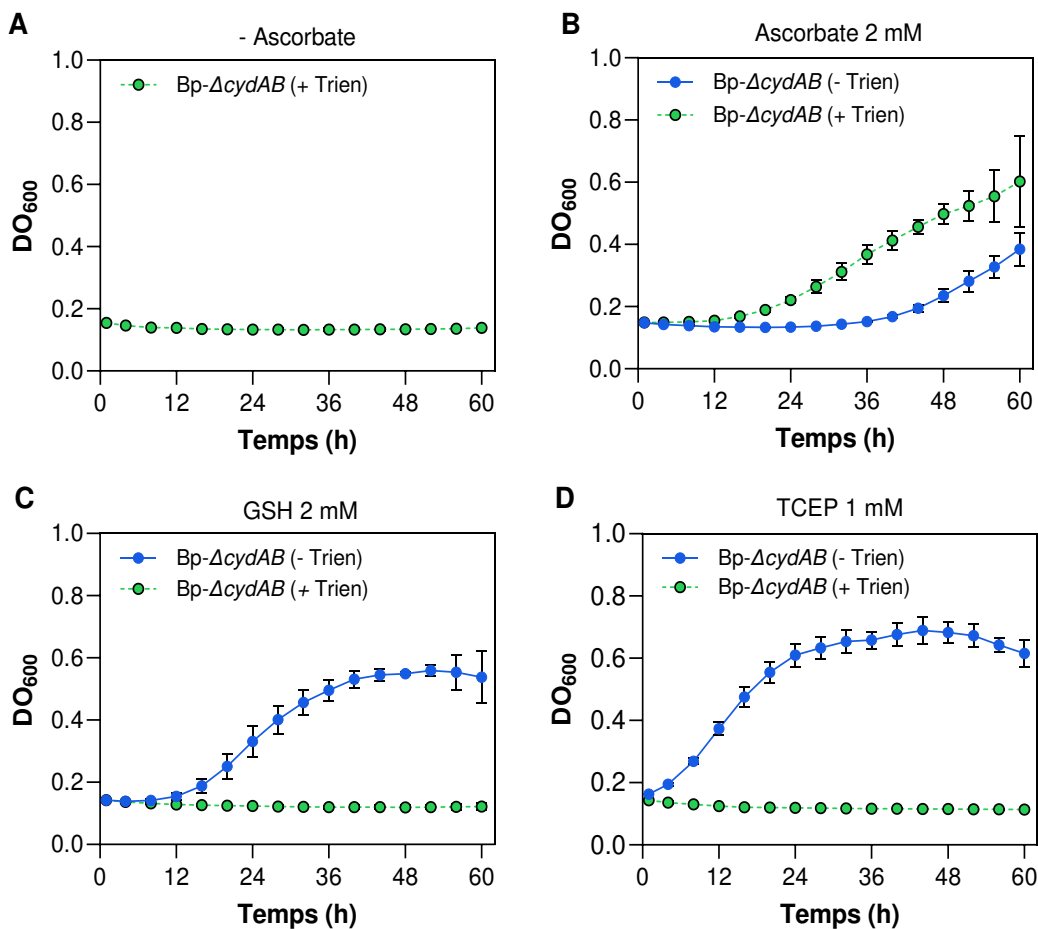 A
- Ascorbate
1.0
0.8
0.6
0.4
0.2
0.0
DO600
Bp-ΔcydAB (+ Trien)
0 12 24 36 48 60
Temps (h)
B
Ascorbate 2 mM
1.0
0.8
0.6
0.4
0.2
0.0
DO600
Bp-ΔcydAB (- Trien)
Bp-ΔcydAB (+ Trien)
0 12 24 36 48 60
Temps (h)
C
GSH 2 mM
1.0
0.8
0.6
0.4
0.2
0.0
DO600
Bp-ΔcydAB (- Trien)
Bp-ΔcydAB (+ Trien)
0 12 24 36 48 60
Temps (h)
D
TCEP 1 mM
1.0
0.8
0.6
0.4
0.2
0.0
DO600
Bp-ΔcydAB (- Trien)
Bp-ΔcydAB (+ Trien)
0 12 24 36 48 60
Temps (h)